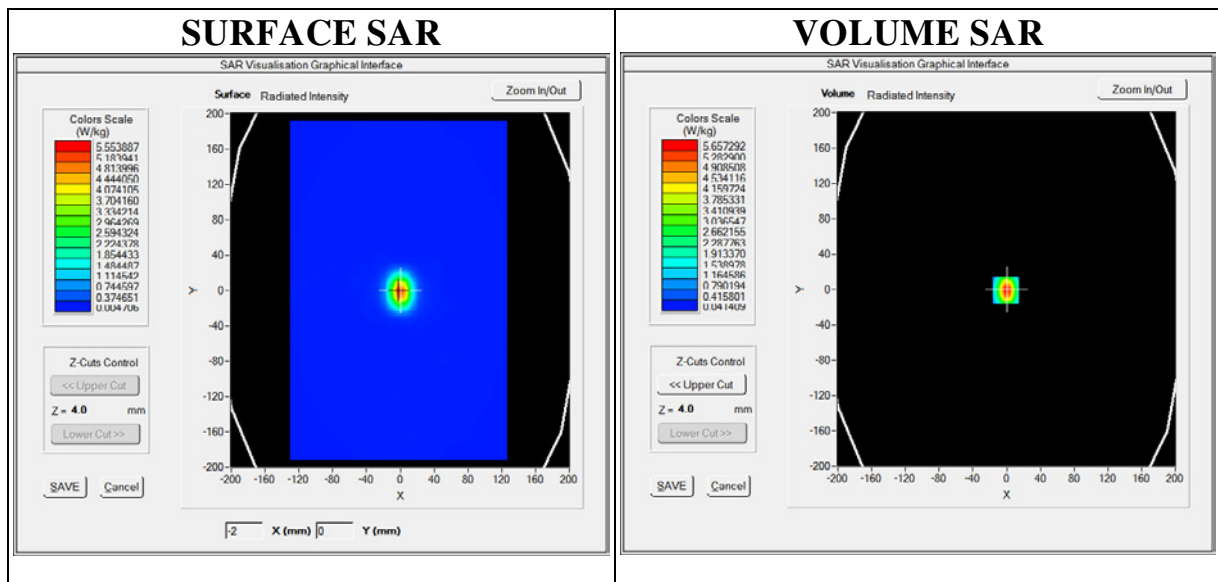 SURFACE SAR
SAR Visualisation Graphical Interface
Surface Radiated Intensity
Zoom In/Out
Colors Scale
(W/kg)
5.553887
5.183941
4.813996
4.444050
4.074105
3.704160
3.334214
2.964269
2.594324
2.224378
1.854433
1.484487
1.114542
0.744597
0.374651
0.004706
Z-Cuts Control
<< Upper Cut
Z = 4.0 mm
Lower Cut >>
SAVE Cancel
200
160
120
80
40
0
-40
-80
-120
-160
-200
Y
-200 -160 -120 -80 -40 0 40 80 120 160 200
X
-2 X (mm) 0 Y (mm)
VOLUME SAR
SAR Visualisation Graphical Interface
Volume Radiated Intensity
Zoom In/Out
Colors Scale
(W/kg)
5.657292
5.282900
4.908508
4.534116
4.159724
3.785331
3.410939
3.036547
2.662155
2.287763
1.913370
1.538978
1.164586
0.790194
0.415801
0.041409
Z-Cuts Control
<< Upper Cut
Z = 4.0 mm
Lower Cut >>
SAVE Cancel
200
160
120
80
40
0
-40
-80
-120
-160
-200
Y
-200 -160 -120 -80 -40 0 40 80 120 160 200
X